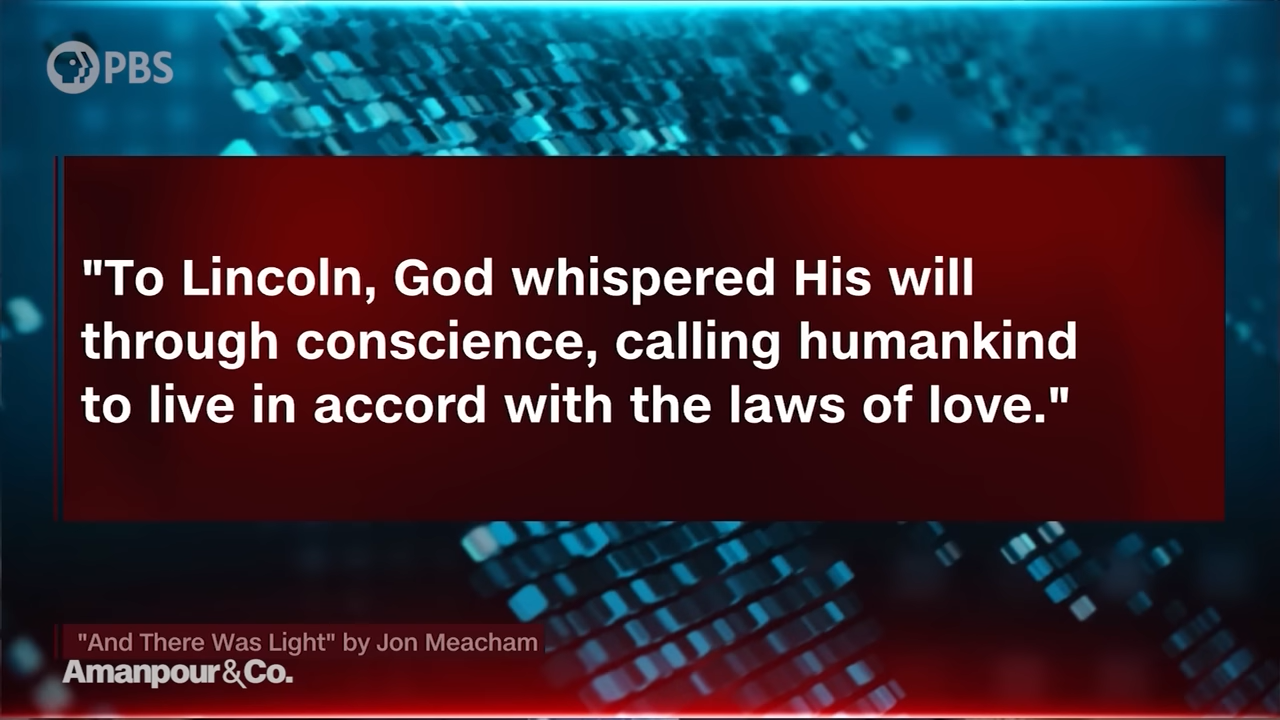 PBS
"To Lincoln, God whispered His will
through conscience, calling humankind
to live in accord with the laws of love."
"And There Was Light" by Jon Meacham
Amanpour&Co.